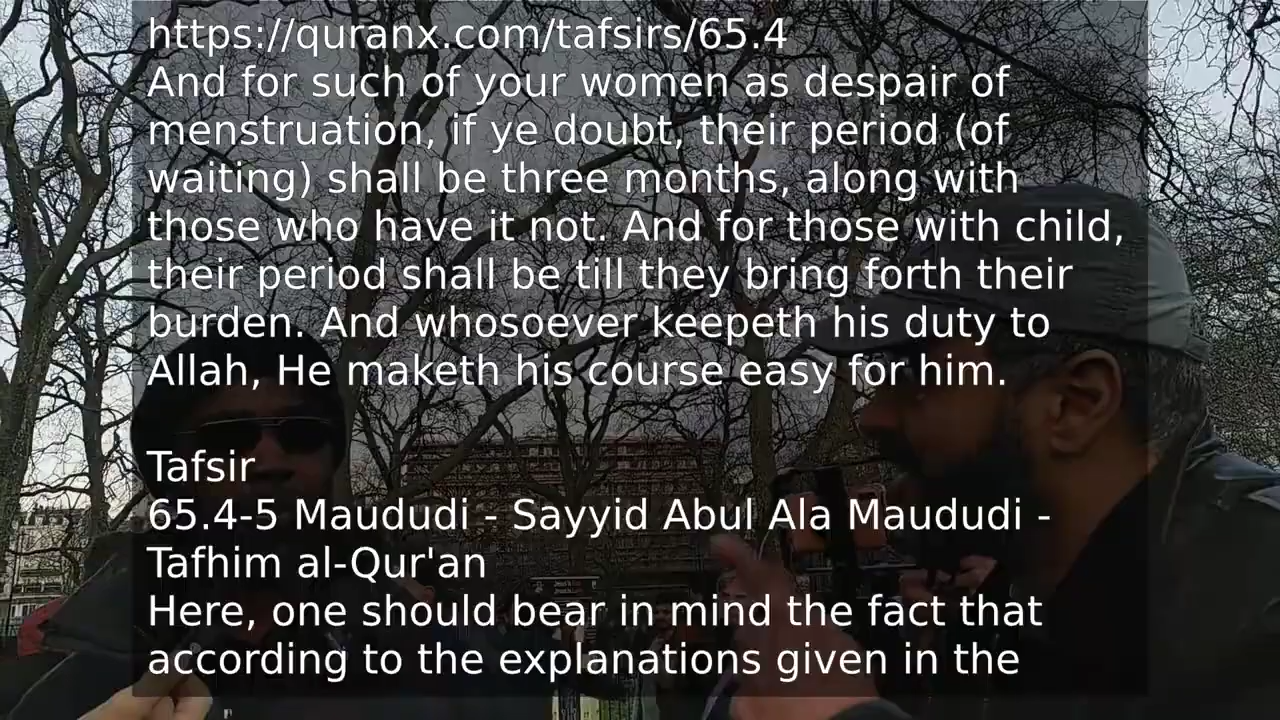 https://quranx.com/tafsirs/65.4
And for such of your women as despair of
menstruation, if ye doubt, their period (of
waiting) shall be three months, along with
those who have it not. And for those with child,
their period shall be till they bring forth their
burden. And whosoever keepeth his duty to
Allah, He maketh his course easy for him.
Tafsir
65.4-5 Maududi - Sayyid Abul Ala Maududi -
Tafhim al-Qur'an
Here, one should bear in mind the fact that
according to the explanations given in the